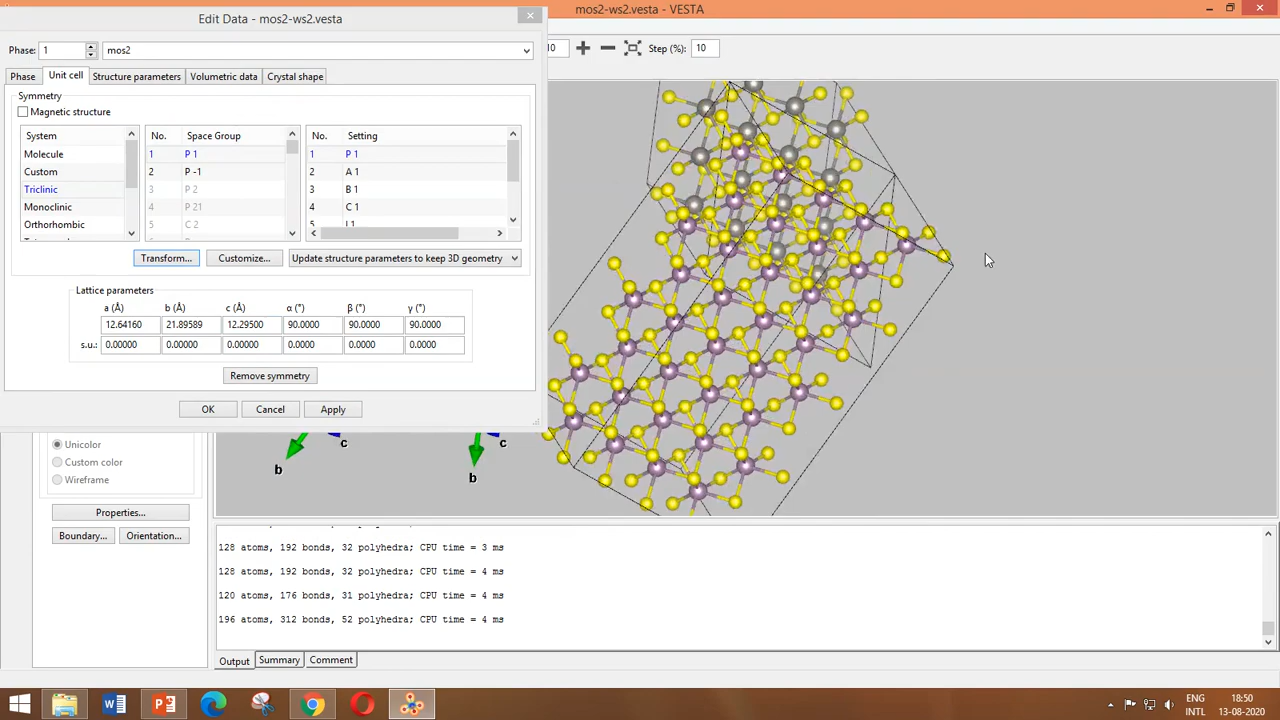 Edit Data - mos2-ws2.vesta
mos2-ws2.vesta - VESTA
Phase: 1 mos2
10 Step (%): 10
Phase Unit cell Structure parameters Volumetric data Crystal shape
Symmetry
Magnetic structure
System No. Space Group No. Setting
Molecule 1 P 1 1 P 1
Custom 2 P -1 2 A 1
Triclinic 3 P 2 3 B 1
Monoclinic 4 P 21 4 C 1
Orthorhombic 5 C 2
Transform... Customize... Update structure parameters to keep 3D geometry
Lattice parameters
a (Å) b (Å) c (Å) α (°) β (°) γ (°)
12.64160 21.89589 12.29500 90.0000 90.0000 90.0000
s.u.: 0.00000 0.00000 0.00000 0.0000 0.0000 0.0000
Remove symmetry
OK Cancel Apply
Unicolor
Custom color
Wireframe
c c
b b
Properties...
Boundary... Orientation...
128 atoms, 192 bonds, 32 polyhedra; CPU time = 3 ms
128 atoms, 192 bonds, 32 polyhedra; CPU time = 4 ms
120 atoms, 176 bonds, 31 polyhedra; CPU time = 4 ms
196 atoms, 312 bonds, 52 polyhedra; CPU time = 4 ms
Output Summary Comment
ENG 18:50
INTL 13-08-2020